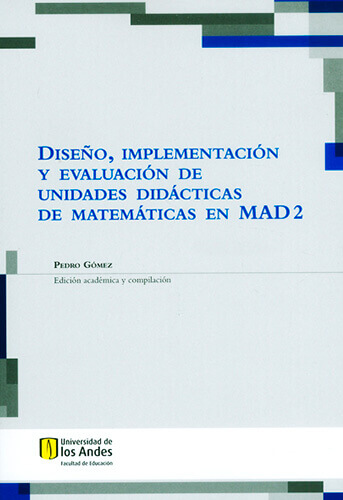 DISEÑO, IMPLEMENTACIÓN
Y EVALUACIÓN DE
UNIDADES DIDÁCTICAS
DE MATEMÁTICAS EN MAD 2
PEDRO GÓMEZ
Edición académica y compilación
Universidad de
los Andes
Facultad de Educación